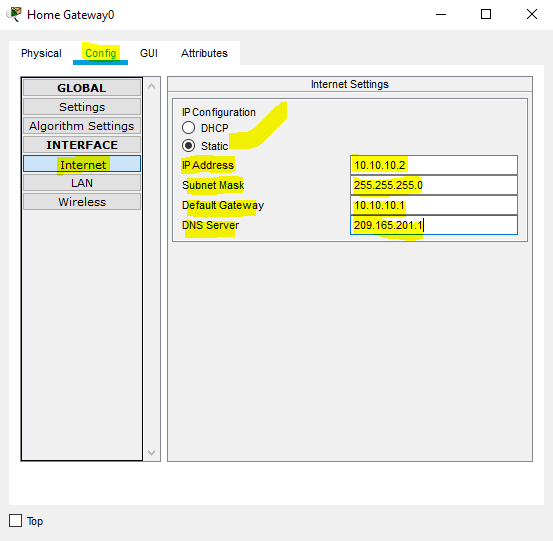 Home Gateway0
Physical Config GUI Attributes
GLOBAL
Settings
Algorithm Settings
INTERFACE
Internet
LAN
Wireless
Internet Settings
IP Configuration
DHCP
Static
IP Address 10.10.10.2
Subnet Mask 255.255.255.0
Default Gateway 10.10.10.1
DNS Server 209.165.201.1
Top